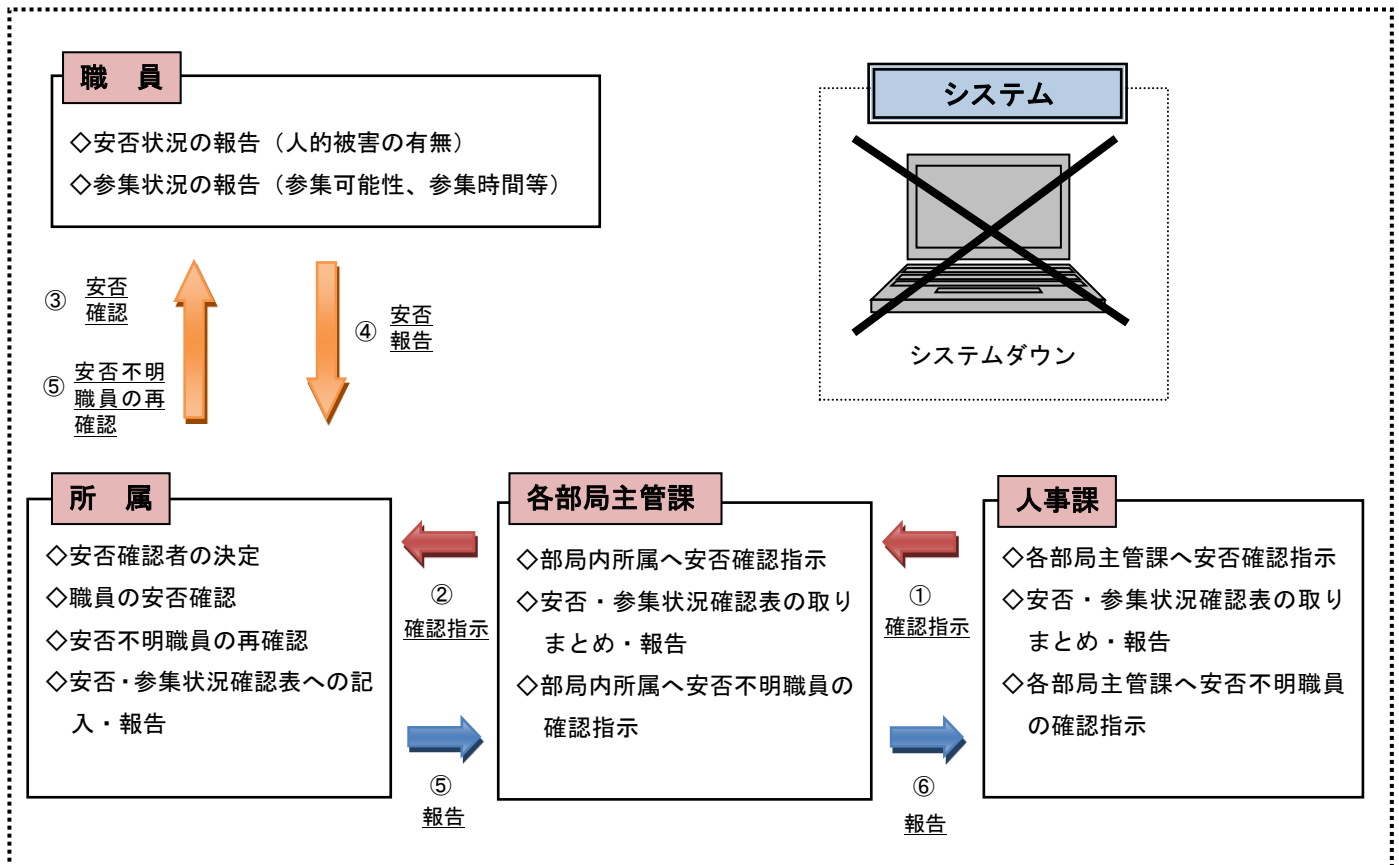 職　員
◇安否状況の報告（人的被害の有無）
◇参集状況の報告（参集可能性、参集時間等）
システム
システムダウン
③ 安否
確認
④ 安否
報告
⑤ 安否不明
職員の再
確認
所　属
◇安否確認者の決定
◇職員の安否確認
◇安否不明職員の再確認
◇安否・参集状況確認表への記
入・報告
②
確認指示
⑤
報告
各部局主管課
◇部局内所属へ安否確認指示
◇安否・参集状況確認表の取り
まとめ・報告
◇部局内所属へ安否不明職員の
確認指示
①
確認指示
⑥
報告
人事課
◇各部局主管課へ安否確認指示
◇安否・参集状況確認表の取り
まとめ・報告
◇各部局主管課へ安否不明職員
の確認指示